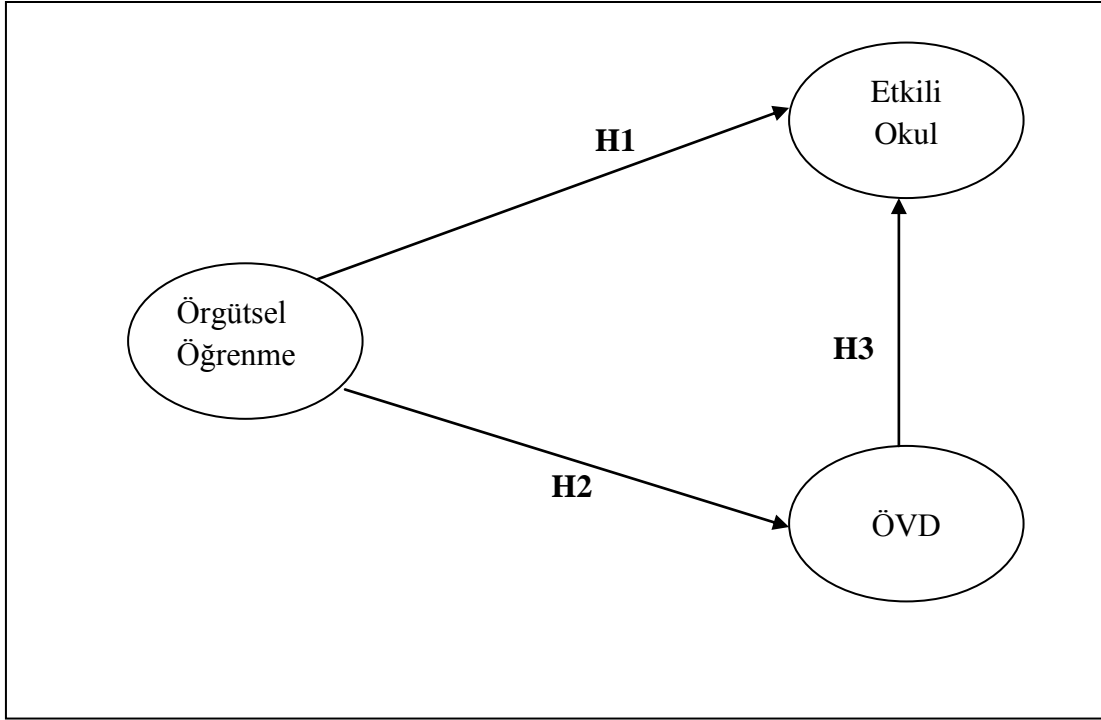 Etkili
Okul
H1
Örgütsel
Öğrenme
H3
H2
ÖVD